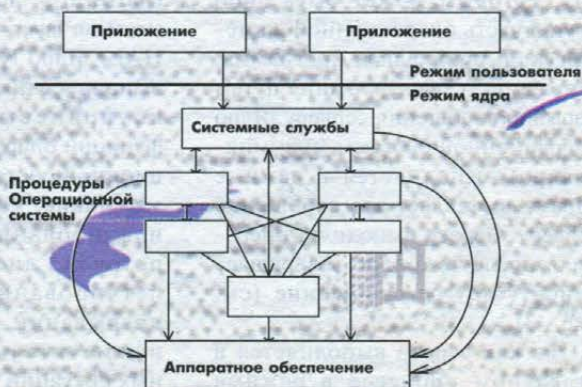 Приложение
Приложение
Режим пользователя
Режим ядра
Системные службы
Процедуры
Операционной
системы
Аппаратное обеспечение